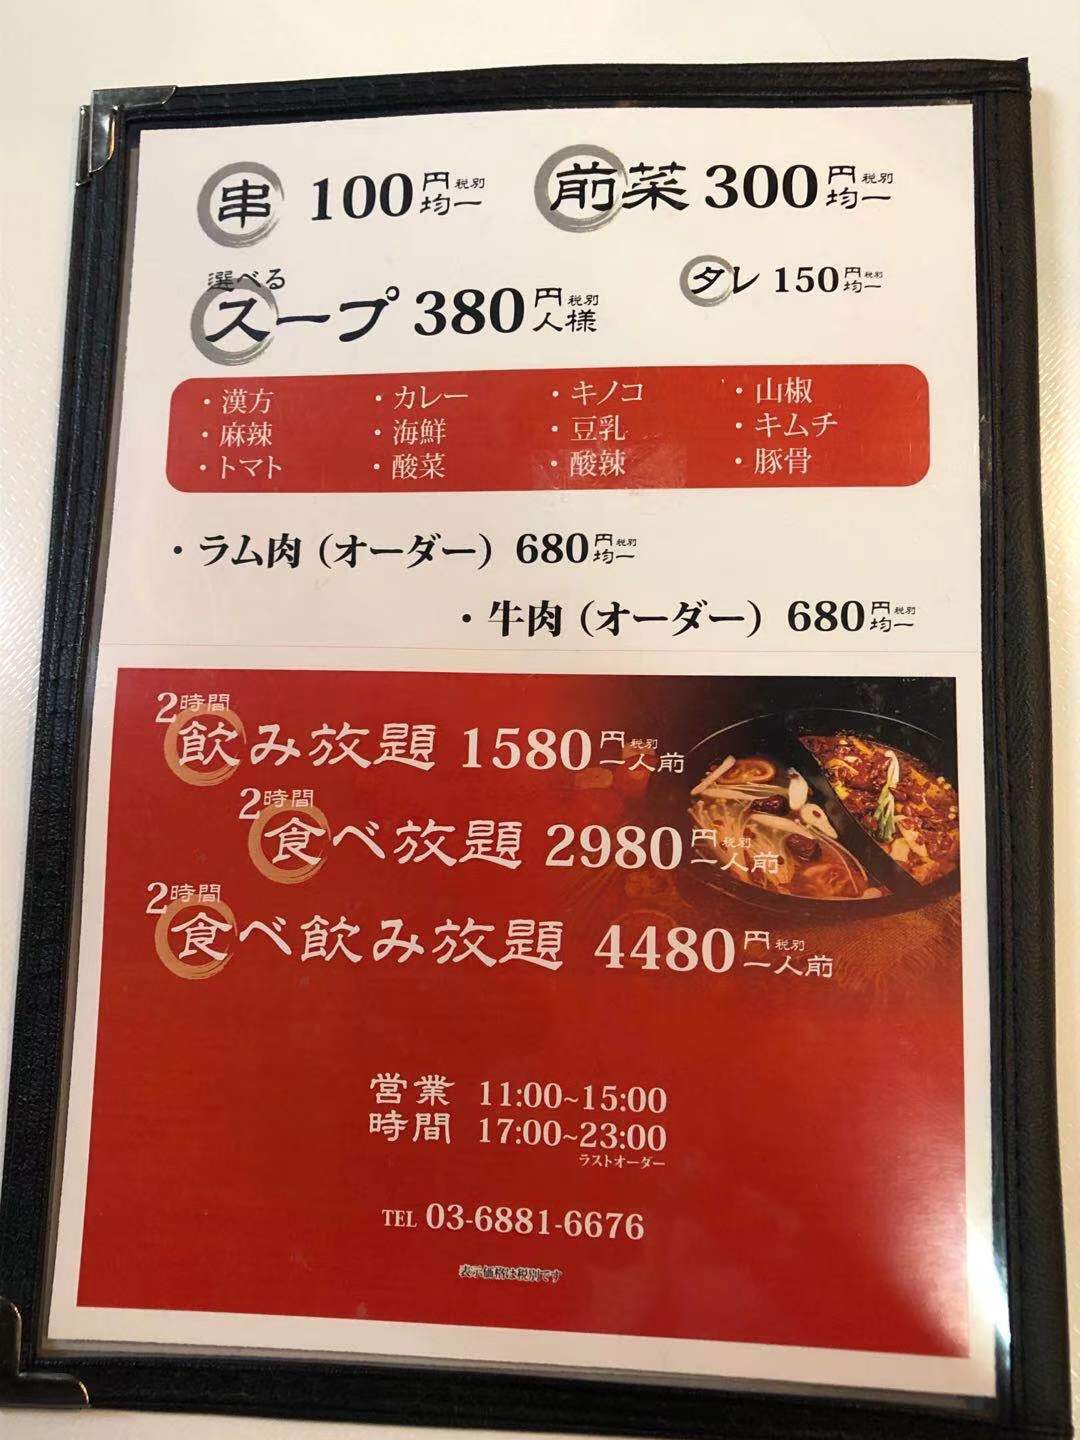 串 100円均一 税別
前菜 300円均一 税別
選べる
スープ 380円人様 税別
タレ 150円均一 税別
・漢方 ・カレー ・キノコ ・山椒
・麻辣 ・海鮮 ・豆乳 ・キムチ
・トマト ・酸菜 ・酸辣 ・豚骨
・ラム肉（オーダー）680円均一 税別
・牛肉（オーダー）680円均一 税別
2時間
飲み放題 1580円一人前 税別
2時間
食べ放題 2980円一人前 税別
2時間
食べ飲み放題 4480円一人前 税別
営業 11:00~15:00
時間 17:00~23:00
ラストオーダー
TEL 03-6881-6676
表示価格は税別です